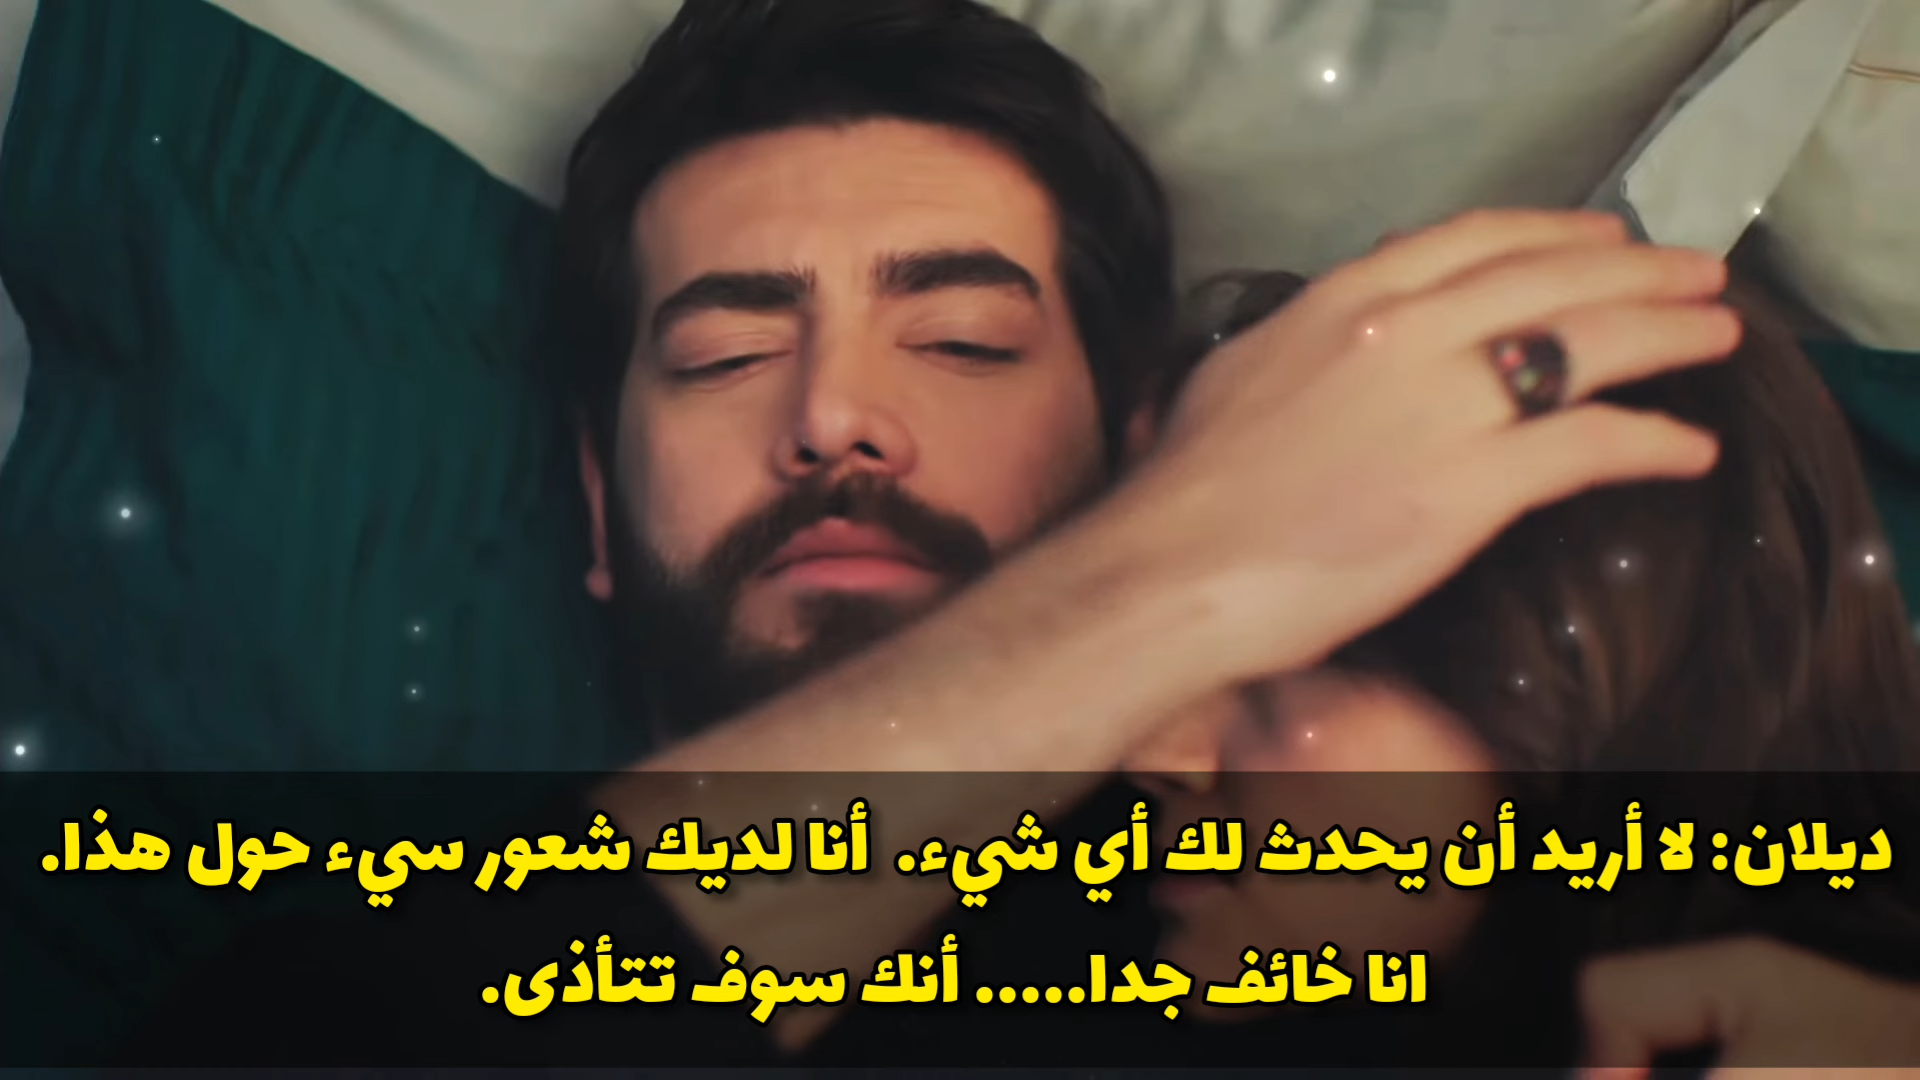 ديلان: لا أريد أن يحدث لك أي شيء. أنا لديك شعور سيء حول هذا.
انا خائف جدا..... أنك سوف تتأذى.